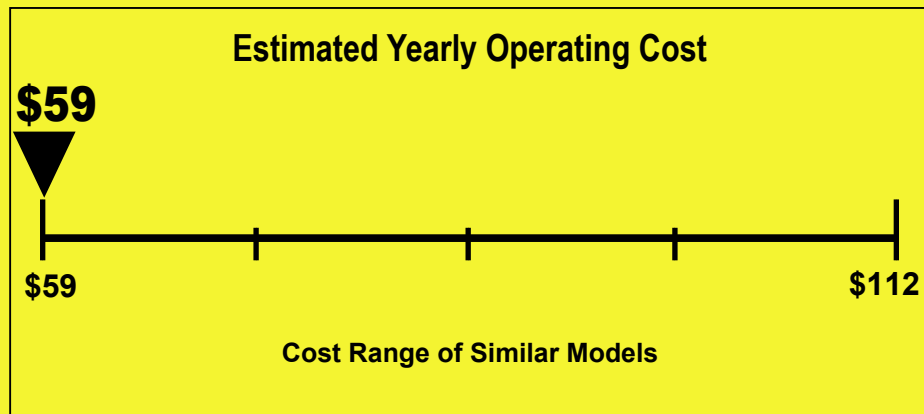 Estimated Yearly Operating Cost
$59
$59
$112
Cost Range of Similar Models